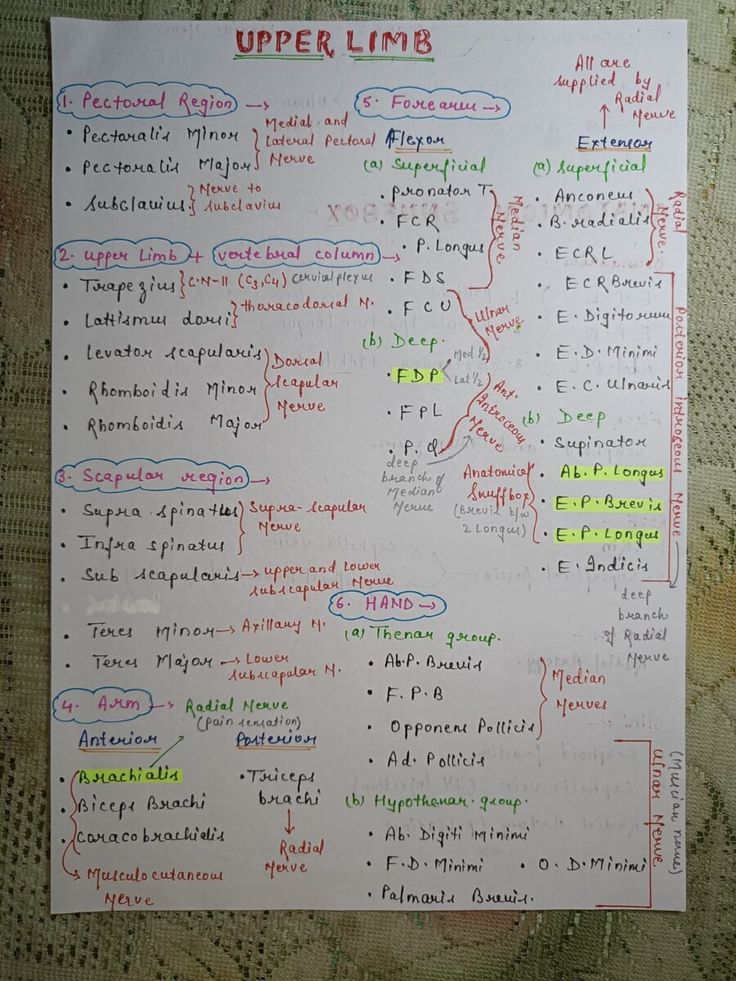 UPPER LIMB
1. Pectoral Region →
• Pectoralis Minor
• Pectoralis Major
Medial and
Lateral Pectoral
Nerve
• Subclavius
Nerve to
subclavius
2. upper Limb + vertebral column →
• Trapezius } C·N-11 (C3,C4) cervical plexus
• Lattismus dorsi } thoracodorsal N.
• Levator scapularis
• Rhomboidis Minor
• Rhomboidis Major
Dorsal
Scapular
Nerve
3. Scapular region →
• Supra spinatus
• Infra spinatus
Supra-scapular
Nerve
• Sub scapularis → upper and lower
subscapular Nerve
• Teres Minor → Axillary N.
• Teres Major → Lower
subscapular N.
4. Arm → Radial Nerve
(pain sensation)
Anterior
• Brachialis
• Biceps Brachi
• Coracobrachielis
→ Musculocutaneous
Nerve
Posterior
• Triceps
brachi
↓
Radial
Nerve
5. Forearm →
Flexor
(a) Superficial
• pronator T.
• FCR
• P. Longus
• FDS
Median
Nerve
• FCU
Ulnar
Nerve
(b) Deep.
• FDP
Med 1/2
Lat 1/2
• FPL
• P.Q
Ant.
Antroceous
Nerve
deep
branch of
Median
Nerve
All are
supplied by
Radial
Nerve
Extensor
(a) Superficial
• Anconeus
• B. radialis
• ECRL
Radial
Nerve
• ECR Brevis
• E. Digitorum
• E. D. Minimi
• E. C. Ulnaris
(b) Deep
• Supinator
• Ab. P. Longus
• E. P. Brevis
• E. P. Longus
Anatomical
Snuffbox
(Brevis b/w
2 Longus)
• E. Indicis
Posterior introseous Nerve
deep
branch
of Radial
Nerve
6. HAND →
(a) Thenar group.
• Ab.P. Brevis
• F. P. B
• Opponens Pollicis
Median
Nerves
• Ad. Pollicis
(b) Hypothenar group.
• Ab. Digiti Minimi
• F. D. Minimi • O. D. Minimi
• Palmaris Brevis.
Ulnar Nerve
(Musician nerve)